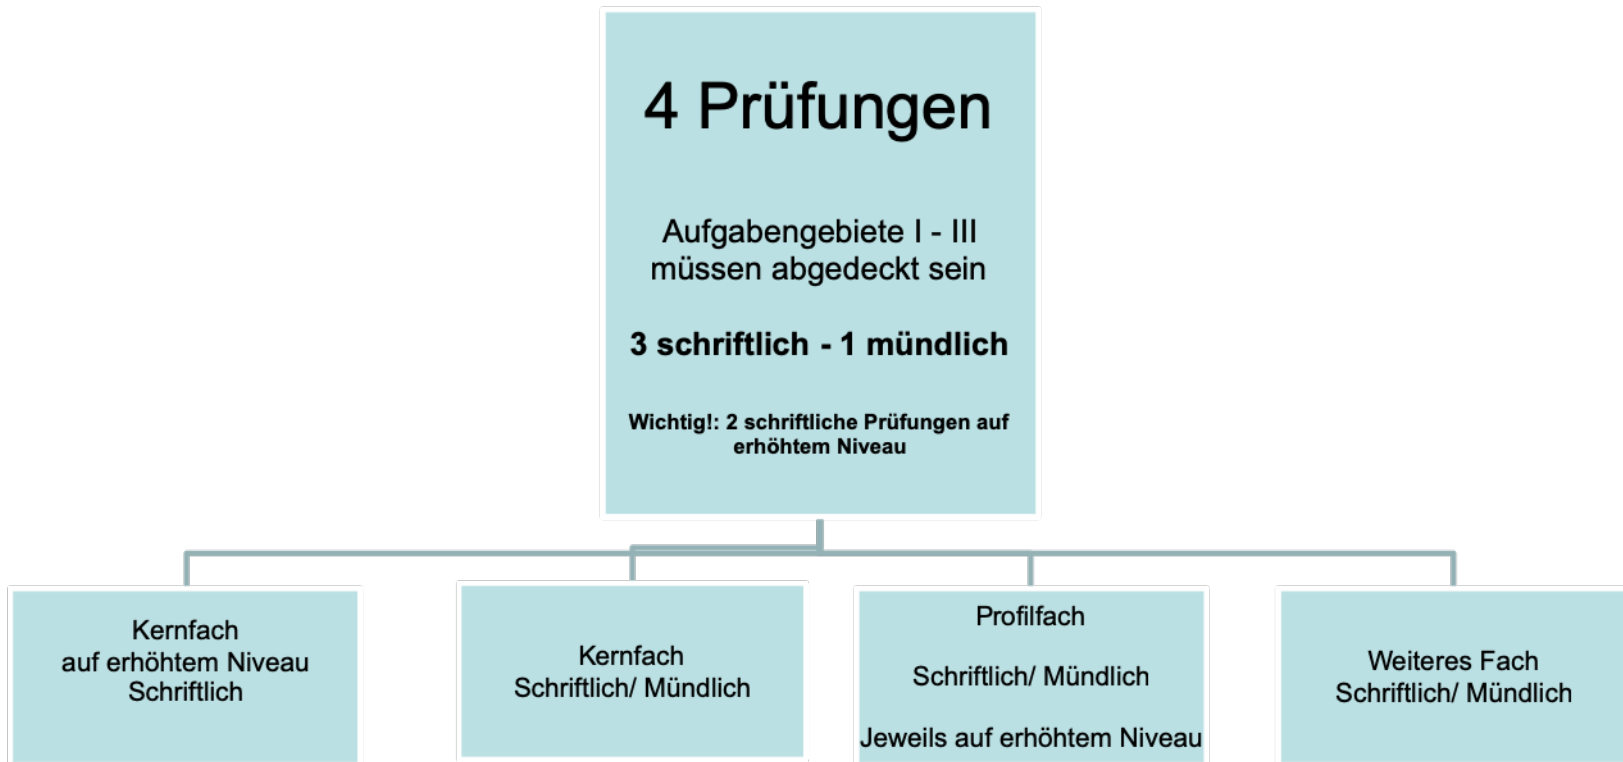 4 Prüfungen
Aufgabengebiete I - III
müssen abgedeckt sein
3 schriftlich - 1 mündlich
Wichtig!: 2 schriftliche Prüfungen auf
erhöhtem Niveau
Kernfach
auf erhöhtem Niveau
Schriftlich
Kernfach
Schriftlich/ Mündlich
Profilfach
Schriftlich/ Mündlich
Jeweils auf erhöhtem Niveau
Weiteres Fach
Schriftlich/ Mündlich